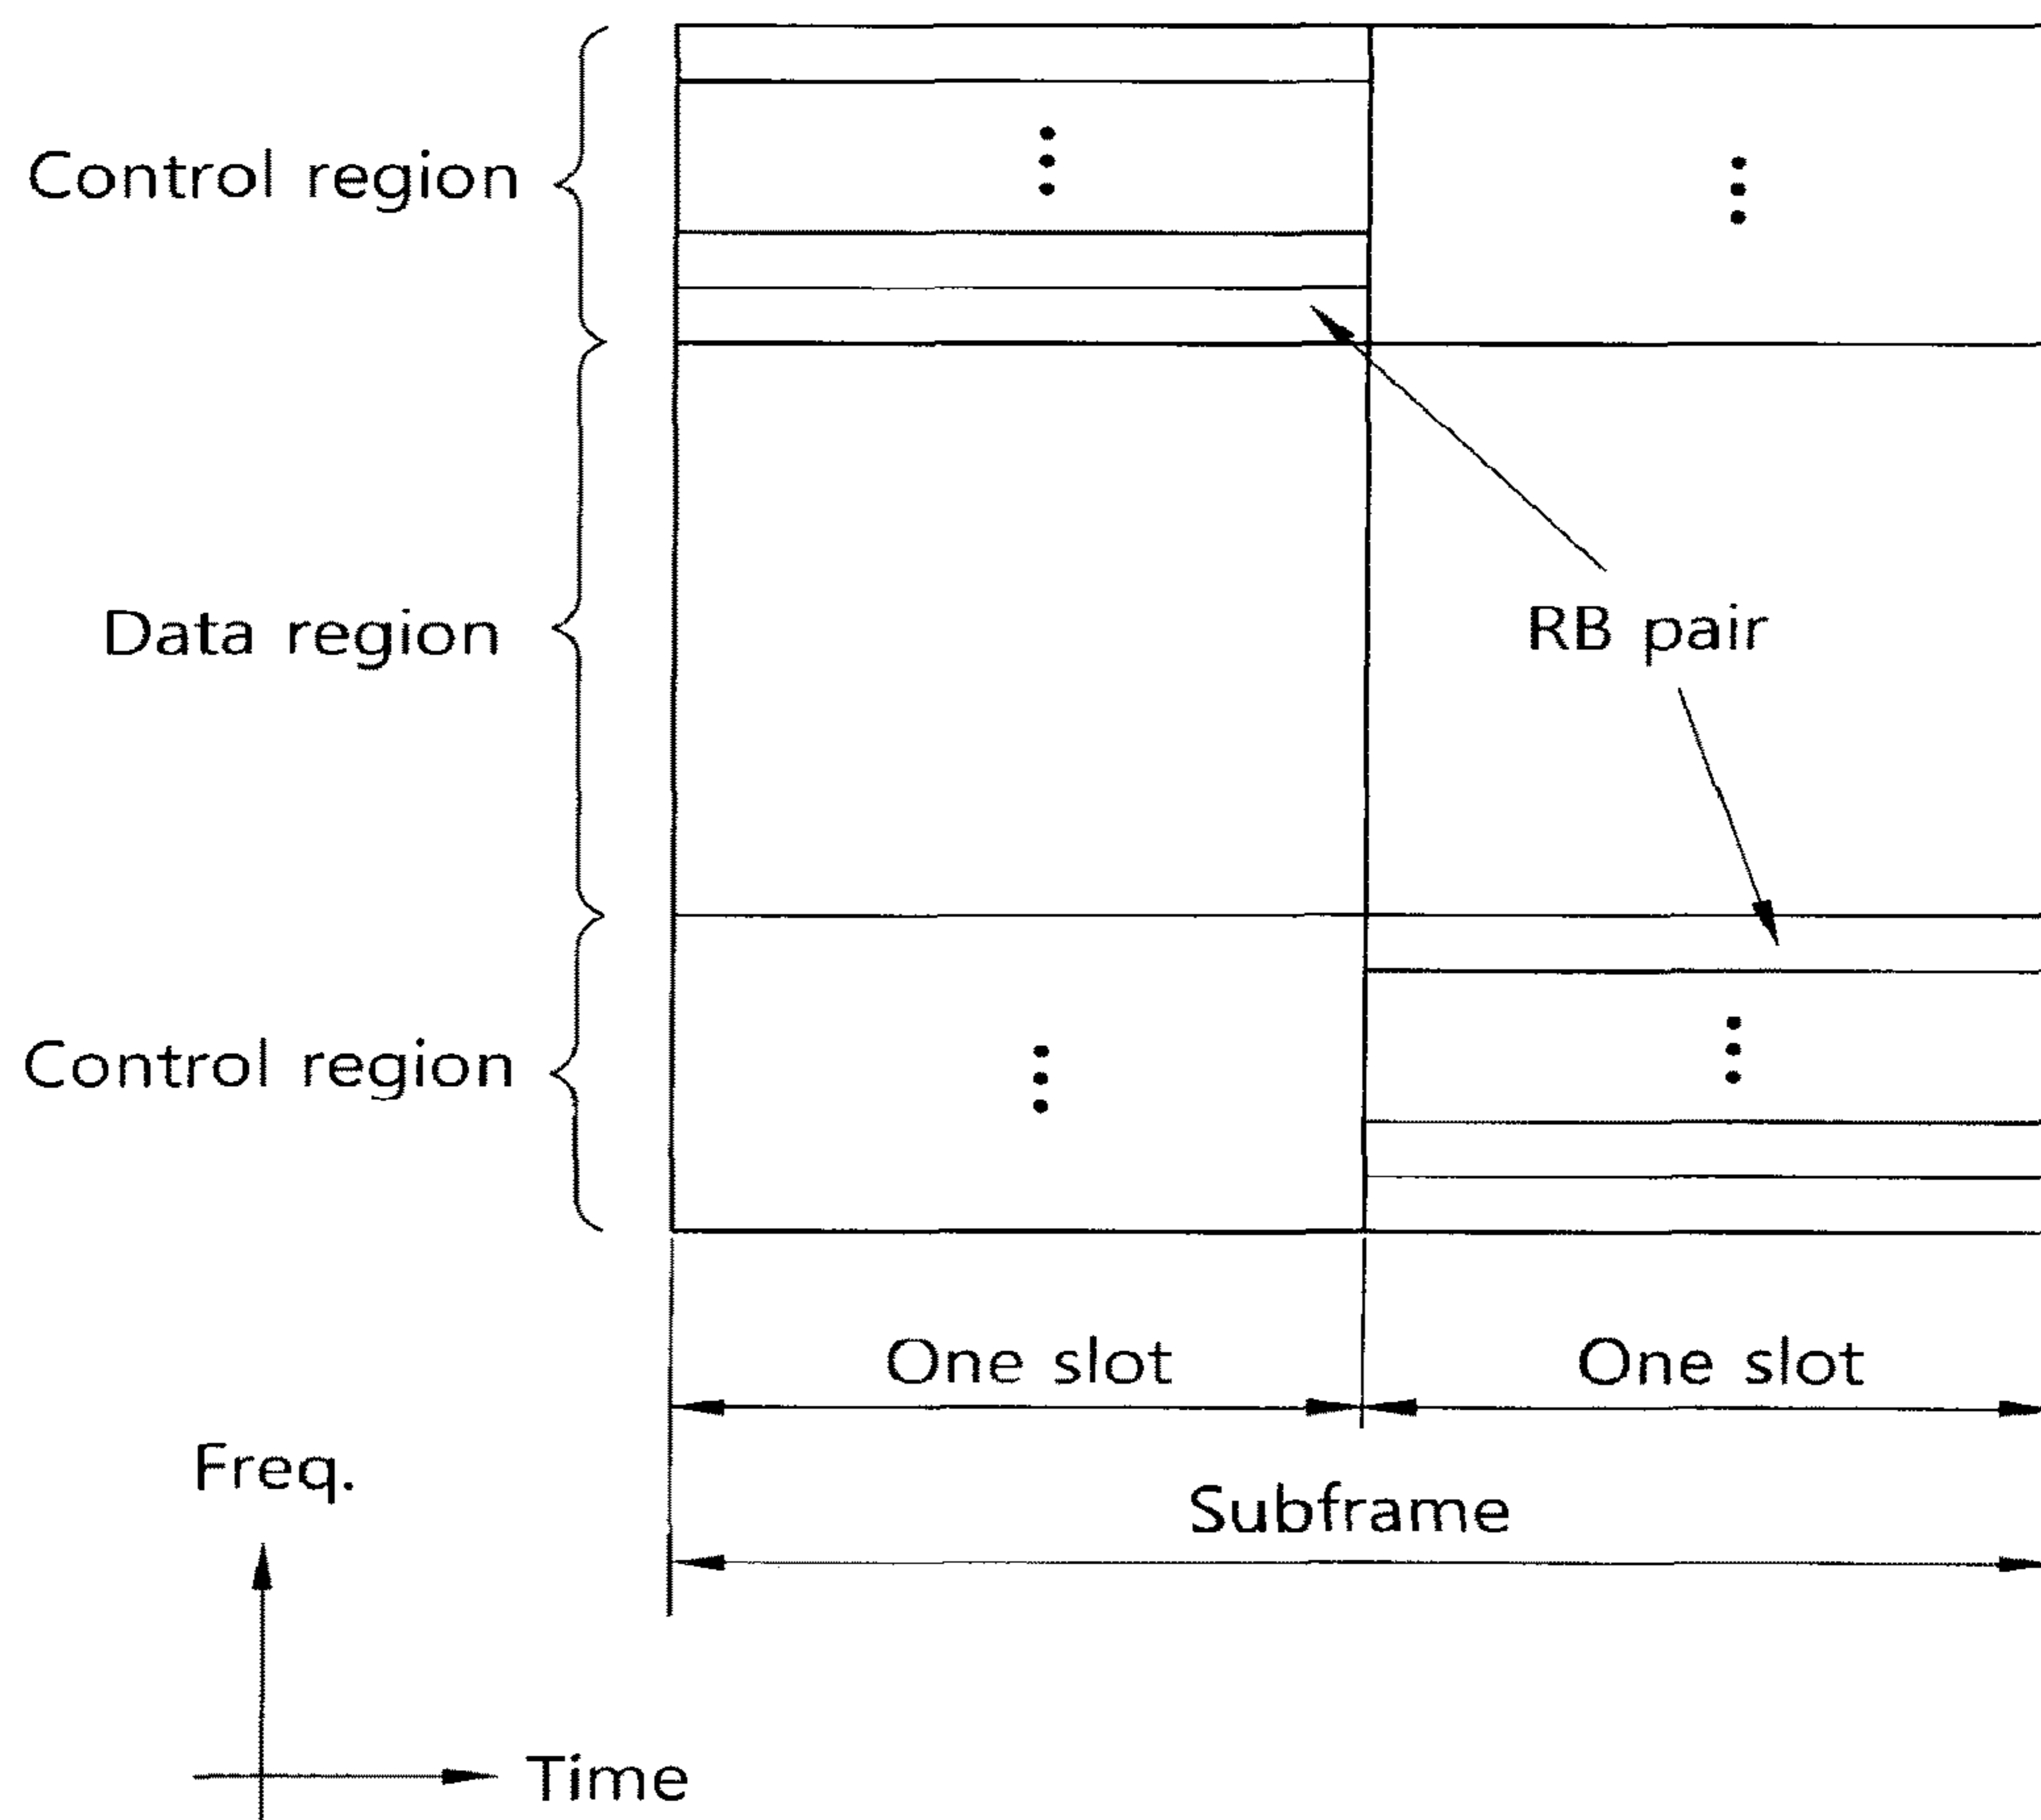 Control region
Data region
RB pair
Control region
One slot
One slot
Freq.
Subframe
Time